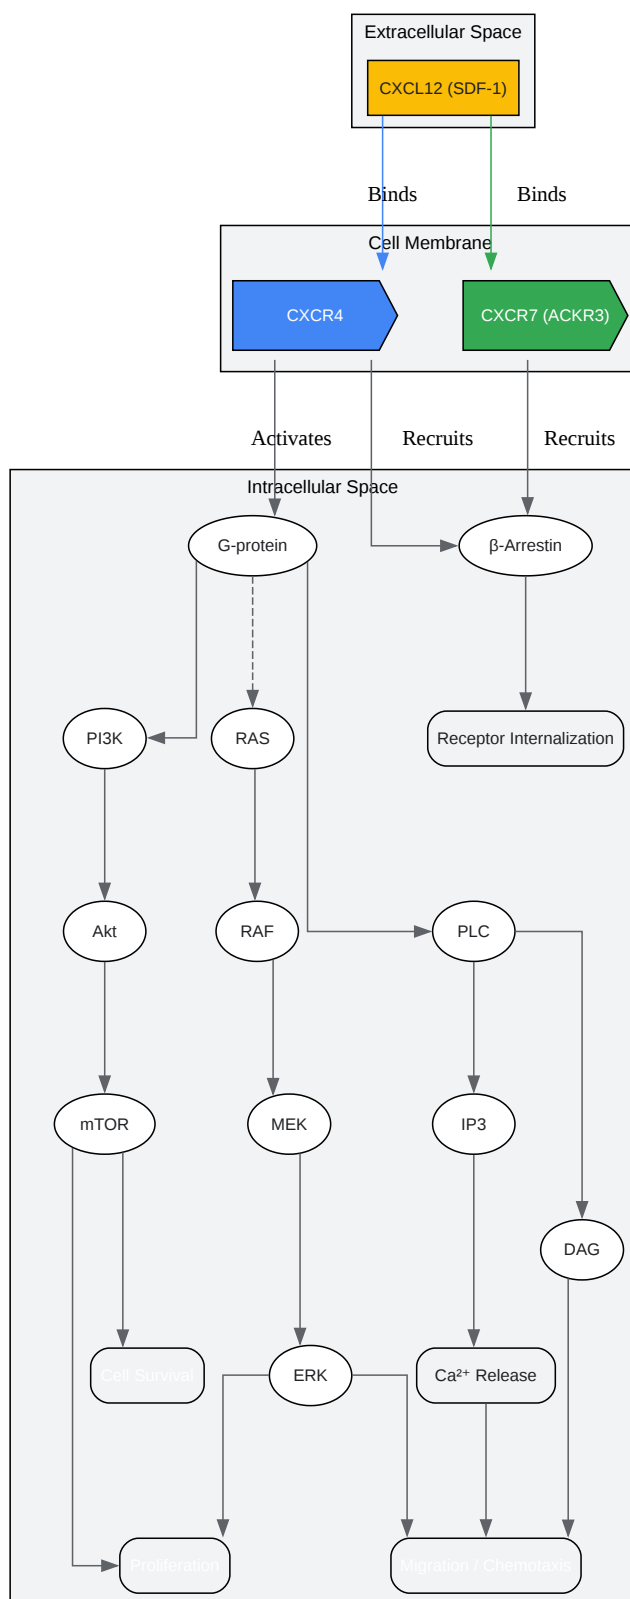 Extracellular Space
CXCL12 (SDF-1)
Binds
Binds
Cell Membrane
CXCR4
CXCR7 (ACKR3)
Activates
Recruits
Recruits
Intracellular Space
G-protein
β-Arrestin
PI3K
RAS
Receptor Internalization
Akt
RAF
PLC
mTOR
MEK
IP3
DAG
Cell Survival
ERK
Ca²⁺ Release
Proliferation
Migration / Chemotaxis